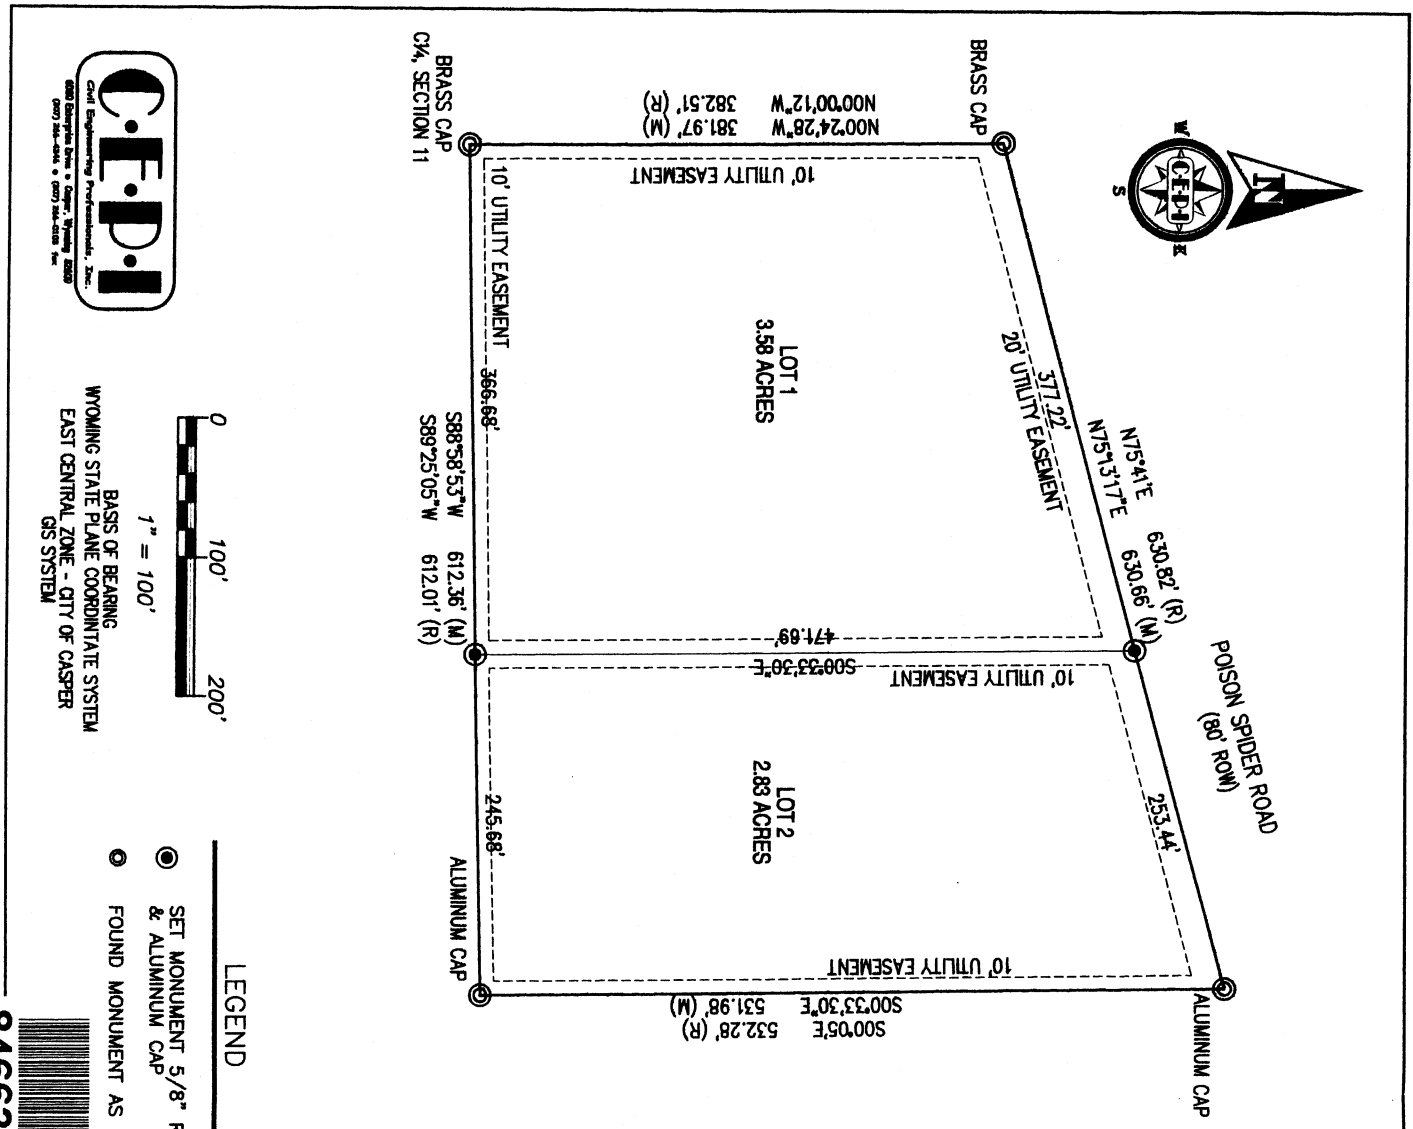 BRASS CAP
N00°00'12"W 382.51' (R)
N00°24'28"W 381.97' (M)
BRASS CAP
C¼, SECTION 11
10' UTILITY EASEMENT
10' UTILITY EASEMENT
LOT 1
3.58 ACRES
377.22'
20' UTILITY EASEMENT
N75°41'E 630.82' (R)
N75°13'17"E 630.66' (M)
366.68'
S88°58'53"W 612.36' (M)
S89°25'05"W 612.01' (R)
471.69'
S00°33'30"E
10' UTILITY EASEMENT
POISON SPIDER ROAD
(80' ROW)
LOT 2
2.83 ACRES
253.44'
245.68'
10' UTILITY EASEMENT
ALUMINUM CAP
ALUMINUM CAP
S00°33'30"E 531.98' (M)
S00°05'E 532.28' (R)
N
W
S
C·E·P·I
C·E·P·I
Civil Engineering Professionals, Inc.
6080 Enterprise Drive • Casper, Wyoming 82609
0 100' 200'
1" = 100'
BASIS OF BEARING
WYOMING STATE PLANE COORDINTATE SYSTEM
EAST CENTRAL ZONE - CITY OF CASPER
GIS SYSTEM
LEGEND
SET MONUMENT 5/8"
& ALUMINUM CAP
FOUND MONUMENT AS